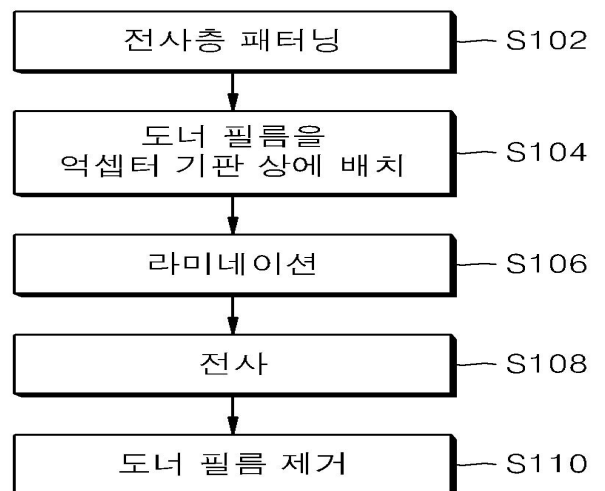 전사층 패터닝
S102
도너 필름을
억셉터 기판 상에 배치
S104
라미네이션
S106
전사
S108
도너 필름 제거
S110